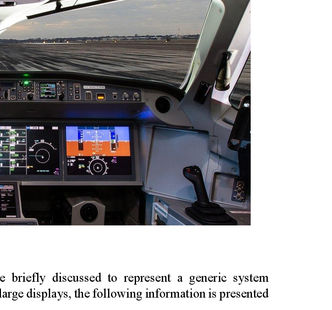 e briefly discussed to represent a generic system
large displays, the following information is presented